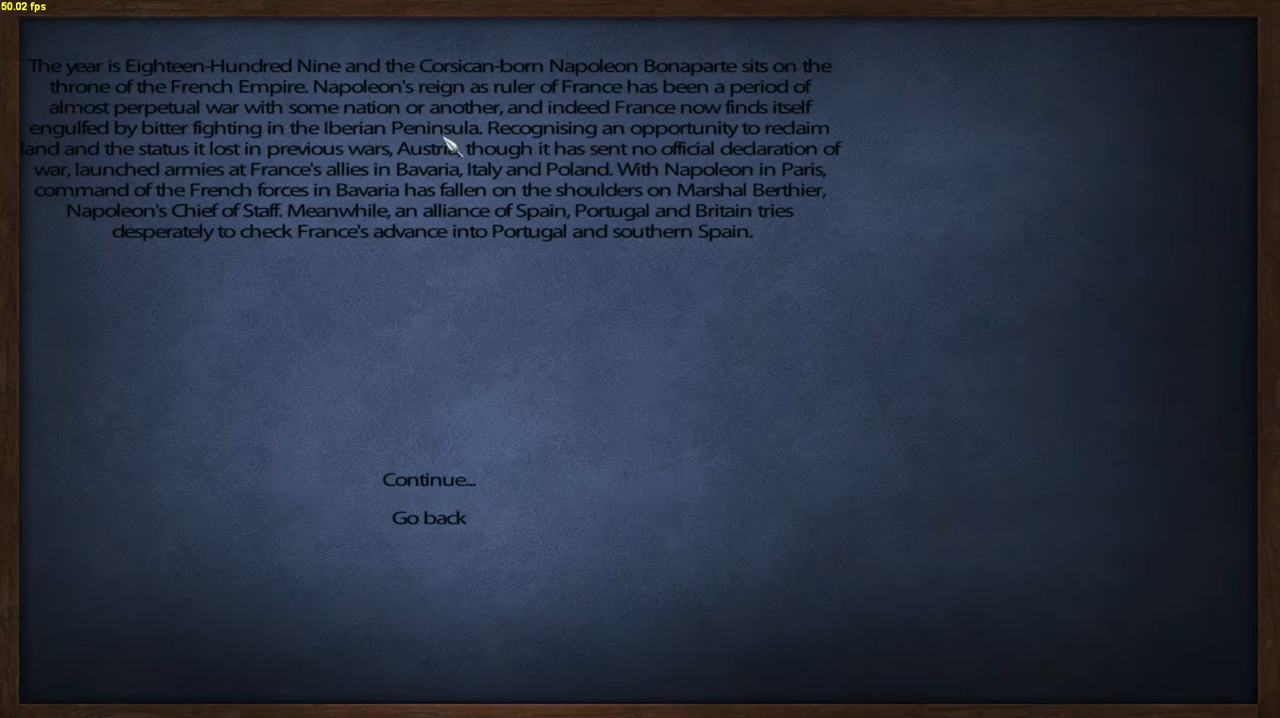 50.02 fps
The year is Eighteen-Hundred Nine and the Corsican-born Napoleon Bonaparte sits on the
throne of the French Empire. Napoleon's reign as ruler of France has been a period of
almost perpetual war with some nation or another, and indeed France now finds itself
engulfed by bitter fighting in the Iberian Peninsula. Recognising an opportunity to reclaim
land and the status it lost in previous wars, Austria, though it has sent no official declaration of
war, launched armies at France's allies in Bavaria, Italy and Poland. With Napoleon in Paris,
command of the French forces in Bavaria has fallen on the shoulders on Marshal Berthier,
Napoleon's Chief of Staff. Meanwhile, an alliance of Spain, Portugal and Britain tries
desperately to check France's advance into Portugal and southern Spain.
Continue...
Go back